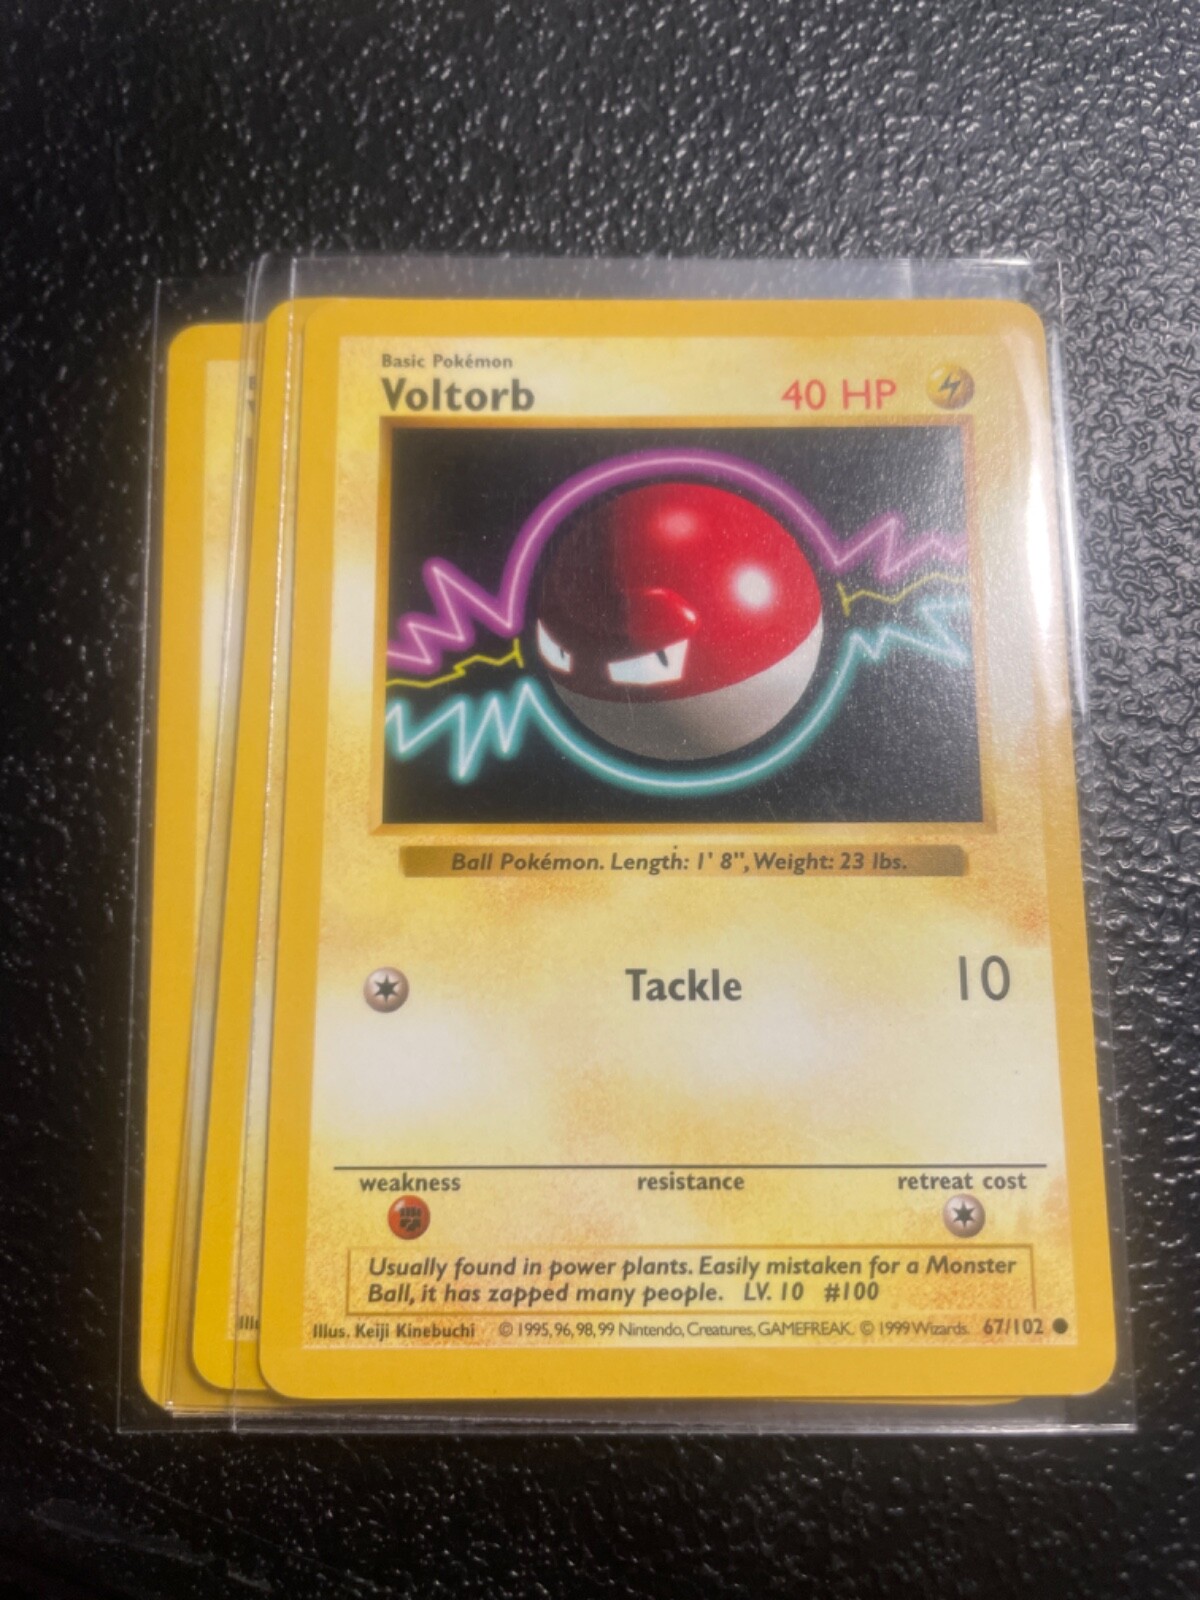 Basic Pokémon
Voltorb 40 HP
Ball Pokémon. Length: 1' 8", Weight: 23 lbs.
Tackle 10
weakness resistance retreat cost
Usually found in power plants. Easily mistaken for a Monster
Ball, it has zapped many people. LV. 10 #100
Illus. Keiji Kinebuchi © 1995, 96, 98, 99 Nintendo, Creatures, GAMEFREAK. © 1999 Wizards. 67/102